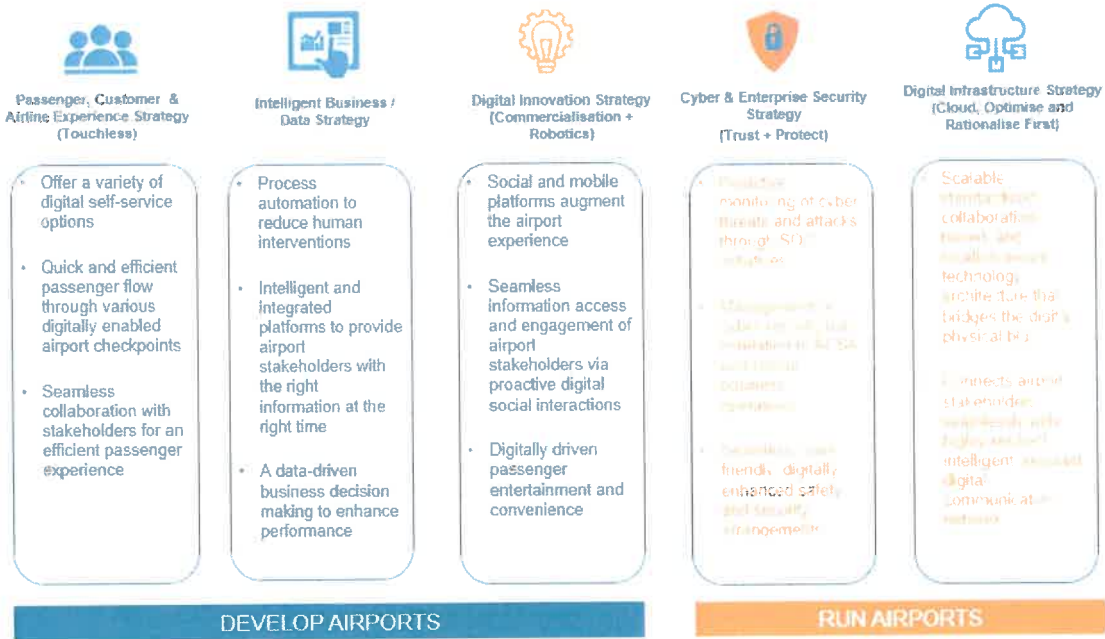 Passenger, Customer &
Airline Experience Strategy
(Touchless)
Offer a variety of
digital self-service
options
Quick and efficient
passenger flow
through various
digitally enabled
airport checkpoints
Seamless
collaboration with
stakeholders for an
efficient passenger
experience
Intelligent Business /
Data Strategy
Process
automation to
reduce human
interventions
Intelligent and
integrated
platforms to provide
airport
stakeholders with
the right
information at the
right time
A data-driven
business decision
making to enhance
performance
Digital Innovation Strategy
(Commercialisation +
Robotics)
Social and mobile
platforms augment
the airport
experience
Seamless
information access
and engagement of
airport
stakeholders via
proactive digital
social interactions
Digitally driven
passenger
entertainment and
convenience
Cyber & Enterprise Security
Strategy
(Trust + Protect)
monitoring of cyber
threats and attacks
through
friendly digitally
enhanced
and security
arrangements
Digital Infrastructure Strategy
(Cloud, Optimise and
Rationalise First)
Scalable
collaboration
technology
architecture that
bridges the
physical
Connects
intelligent
digital
DEVELOP AIRPORTS
RUN AIRPORTS